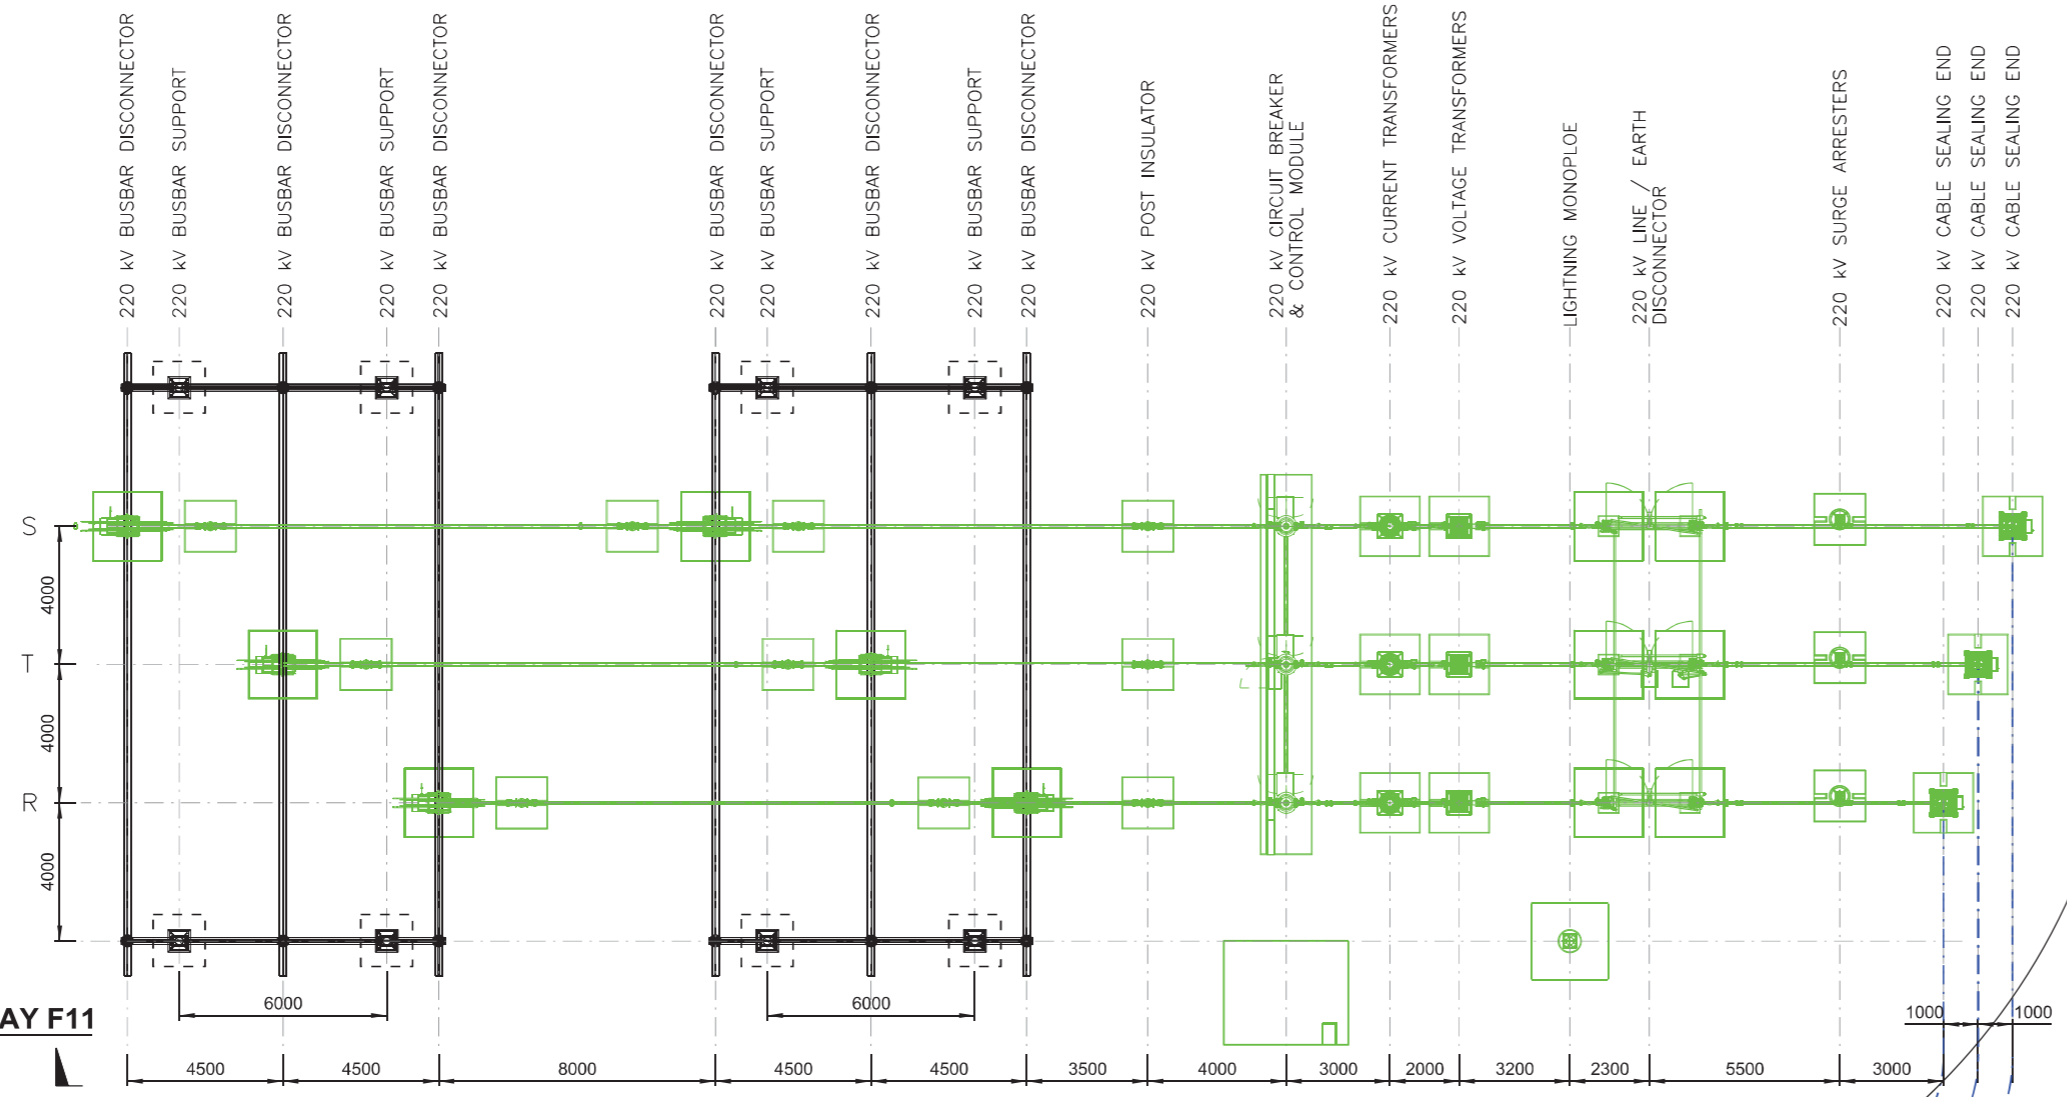 220 kV BUSBAR DISCONNECTOR
220 kV BUSBAR SUPPORT
220 kV BUSBAR DISCONNECTOR
220 kV BUSBAR SUPPORT
220 kV BUSBAR DISCONNECTOR
220 kV BUSBAR DISCONNECTOR
220 kV BUSBAR SUPPORT
220 kV BUSBAR DISCONNECTOR
220 kV BUSBAR SUPPORT
220 kV BUSBAR DISCONNECTOR
220 kV POST INSULATOR
220 kV CIRCUIT BREAKER
& CONTROL MODULE
220 kV CURRENT TRANSFORMERS
220 kV VOLTAGE TRANSFORMERS
LIGHTNING MONOPLOE
220 kV LINE / EARTH
DISCONNECTOR
220 kV SURGE ARRESTERS
220 kV CABLE SEALING END
220 kV CABLE SEALING END
220 kV CABLE SEALING END
S
4000
T
4000
R
4000
6000
6000
AY F11
1000
1000
4500
4500
8000
4500
4500
3500
4000
3000
2000
3200
2300
5500
3000